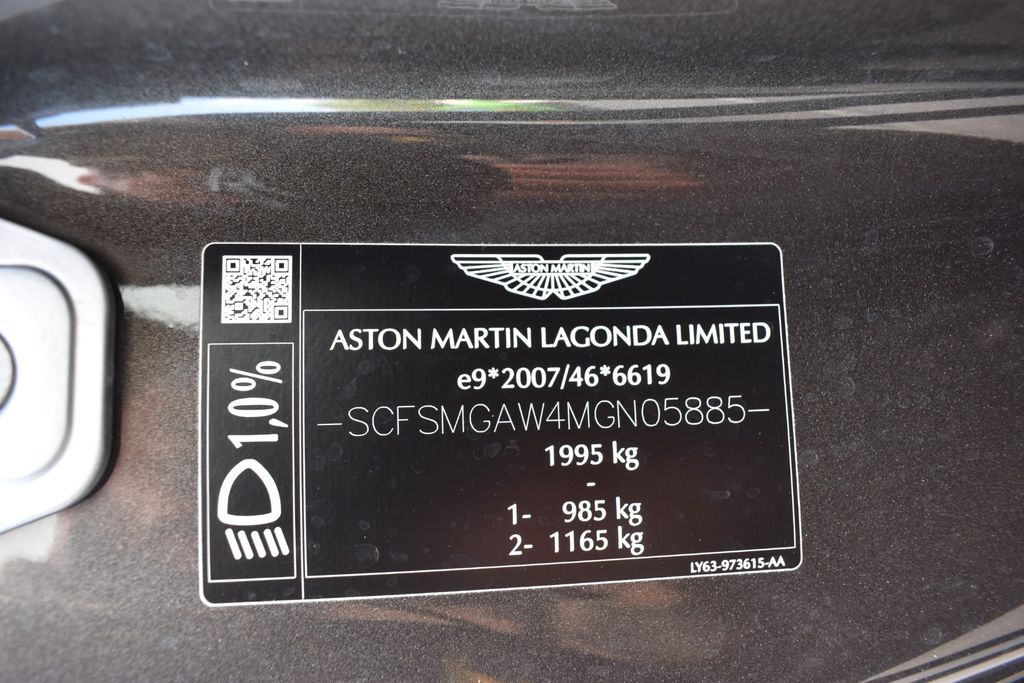 ASTON MARTIN
ASTON MARTIN LAGONDA LIMITED
e9*2007/46*6619
-SCFSMGAW4MGN05885-
1995 kg
-
1- 985 kg
2- 1165 kg
LY63-973615-AA
1,0%